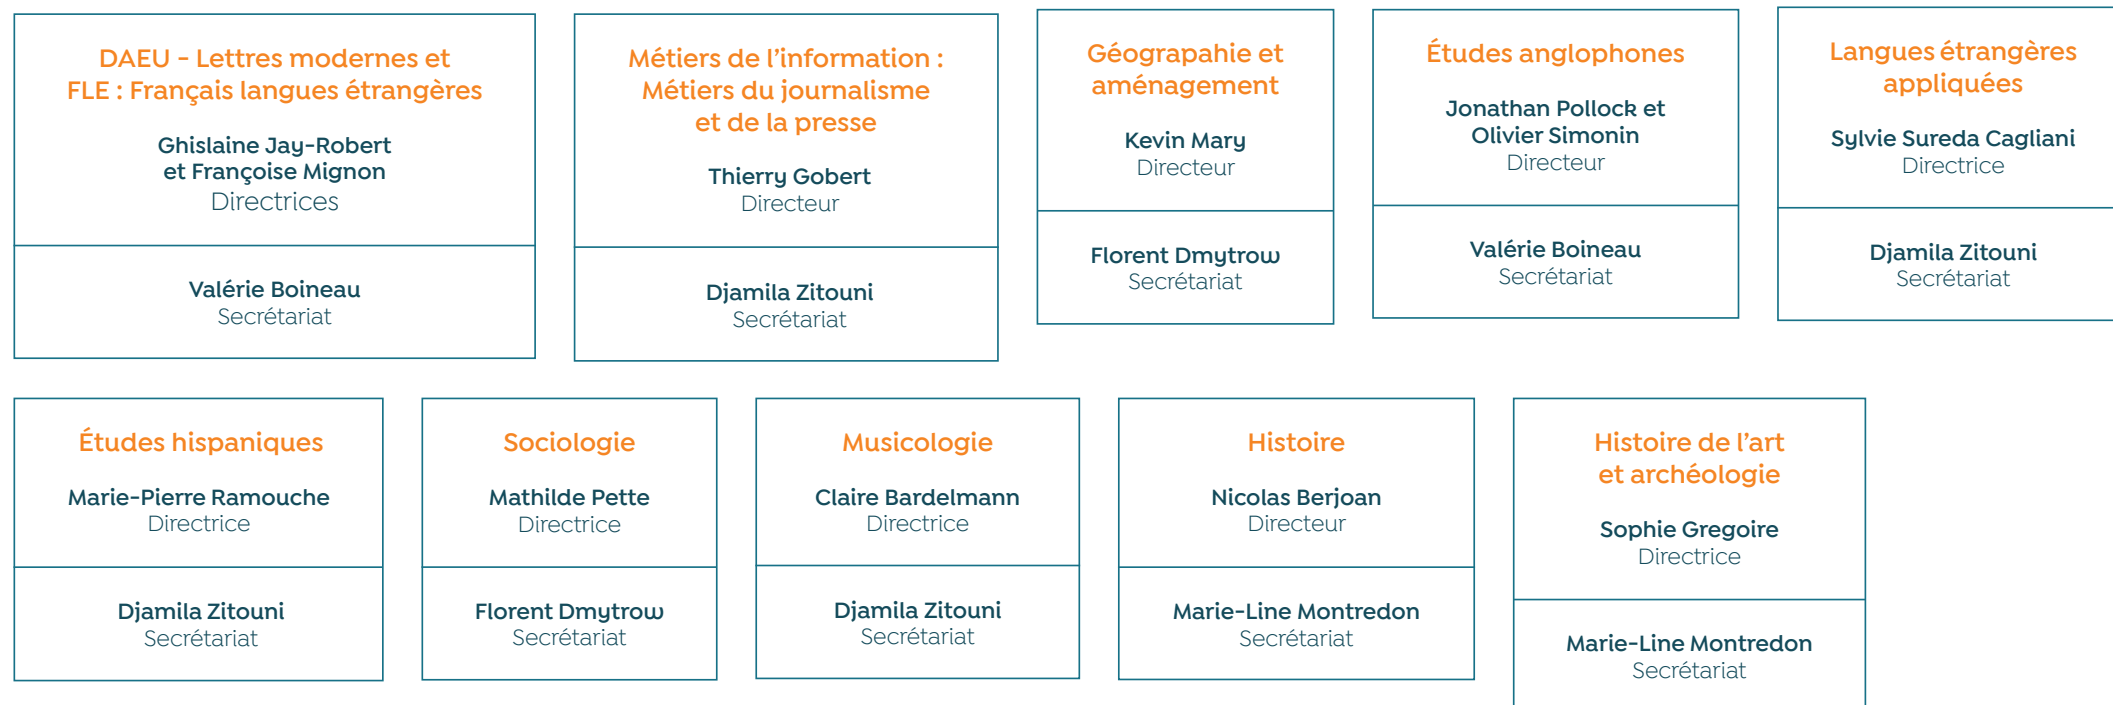 DAEU - Lettres modernes et
FLE : Français langues étrangères
Ghislaine Jay-Robert
et Françoise Mignon
Directrices
Valérie Boineau
Secrétariat
Métiers de l'information :
Métiers du journalisme
et de la presse
Thierry Gobert
Directeur
Djamila Zitouni
Secrétariat
Géograpahie et
aménagement
Kevin Mary
Directeur
Florent Dmytrow
Secrétariat
Études anglophones
Jonathan Pollock et
Olivier Simonin
Directeur
Valérie Boineau
Secrétariat
Langues étrangères
appliquées
Sylvie Sureda Cagliani
Directrice
Djamila Zitouni
Secrétariat
Études hispaniques
Marie-Pierre Ramouche
Directrice
Djamila Zitouni
Secrétariat
Sociologie
Mathilde Pette
Directrice
Florent Dmytrow
Secrétariat
Musicologie
Claire Bardelmann
Directrice
Djamila Zitouni
Secrétariat
Histoire
Nicolas Berjoan
Directeur
Marie-Line Montredon
Secrétariat
Histoire de l'art
et archéologie
Sophie Gregoire
Directrice
Marie-Line Montredon
Secrétariat